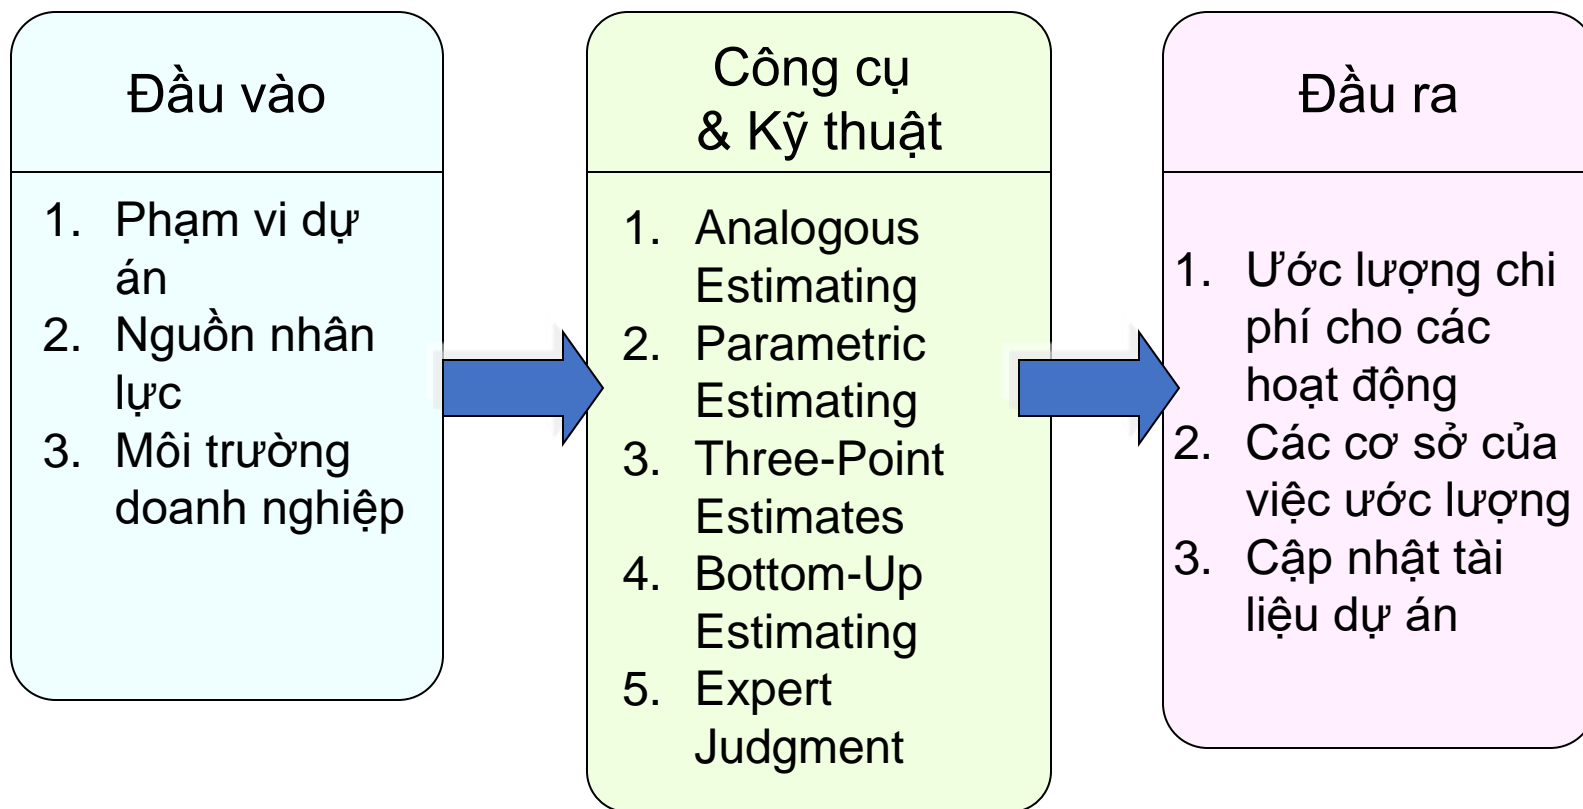 Đầu vào
1. Phạm vi dự
án
2. Nguồn nhân
lực
3. Môi trường
doanh nghiệp
Công cụ
& Kỹ thuật
1. Analogous
Estimating
2. Parametric
Estimating
3. Three-Point
Estimates
4. Bottom-Up
Estimating
5. Expert
Judgment
Đầu ra
1. Ước lượng chi
phí cho các
hoạt động
2. Các cơ sở của
việc ước lượng
3. Cập nhật tài
liệu dự án